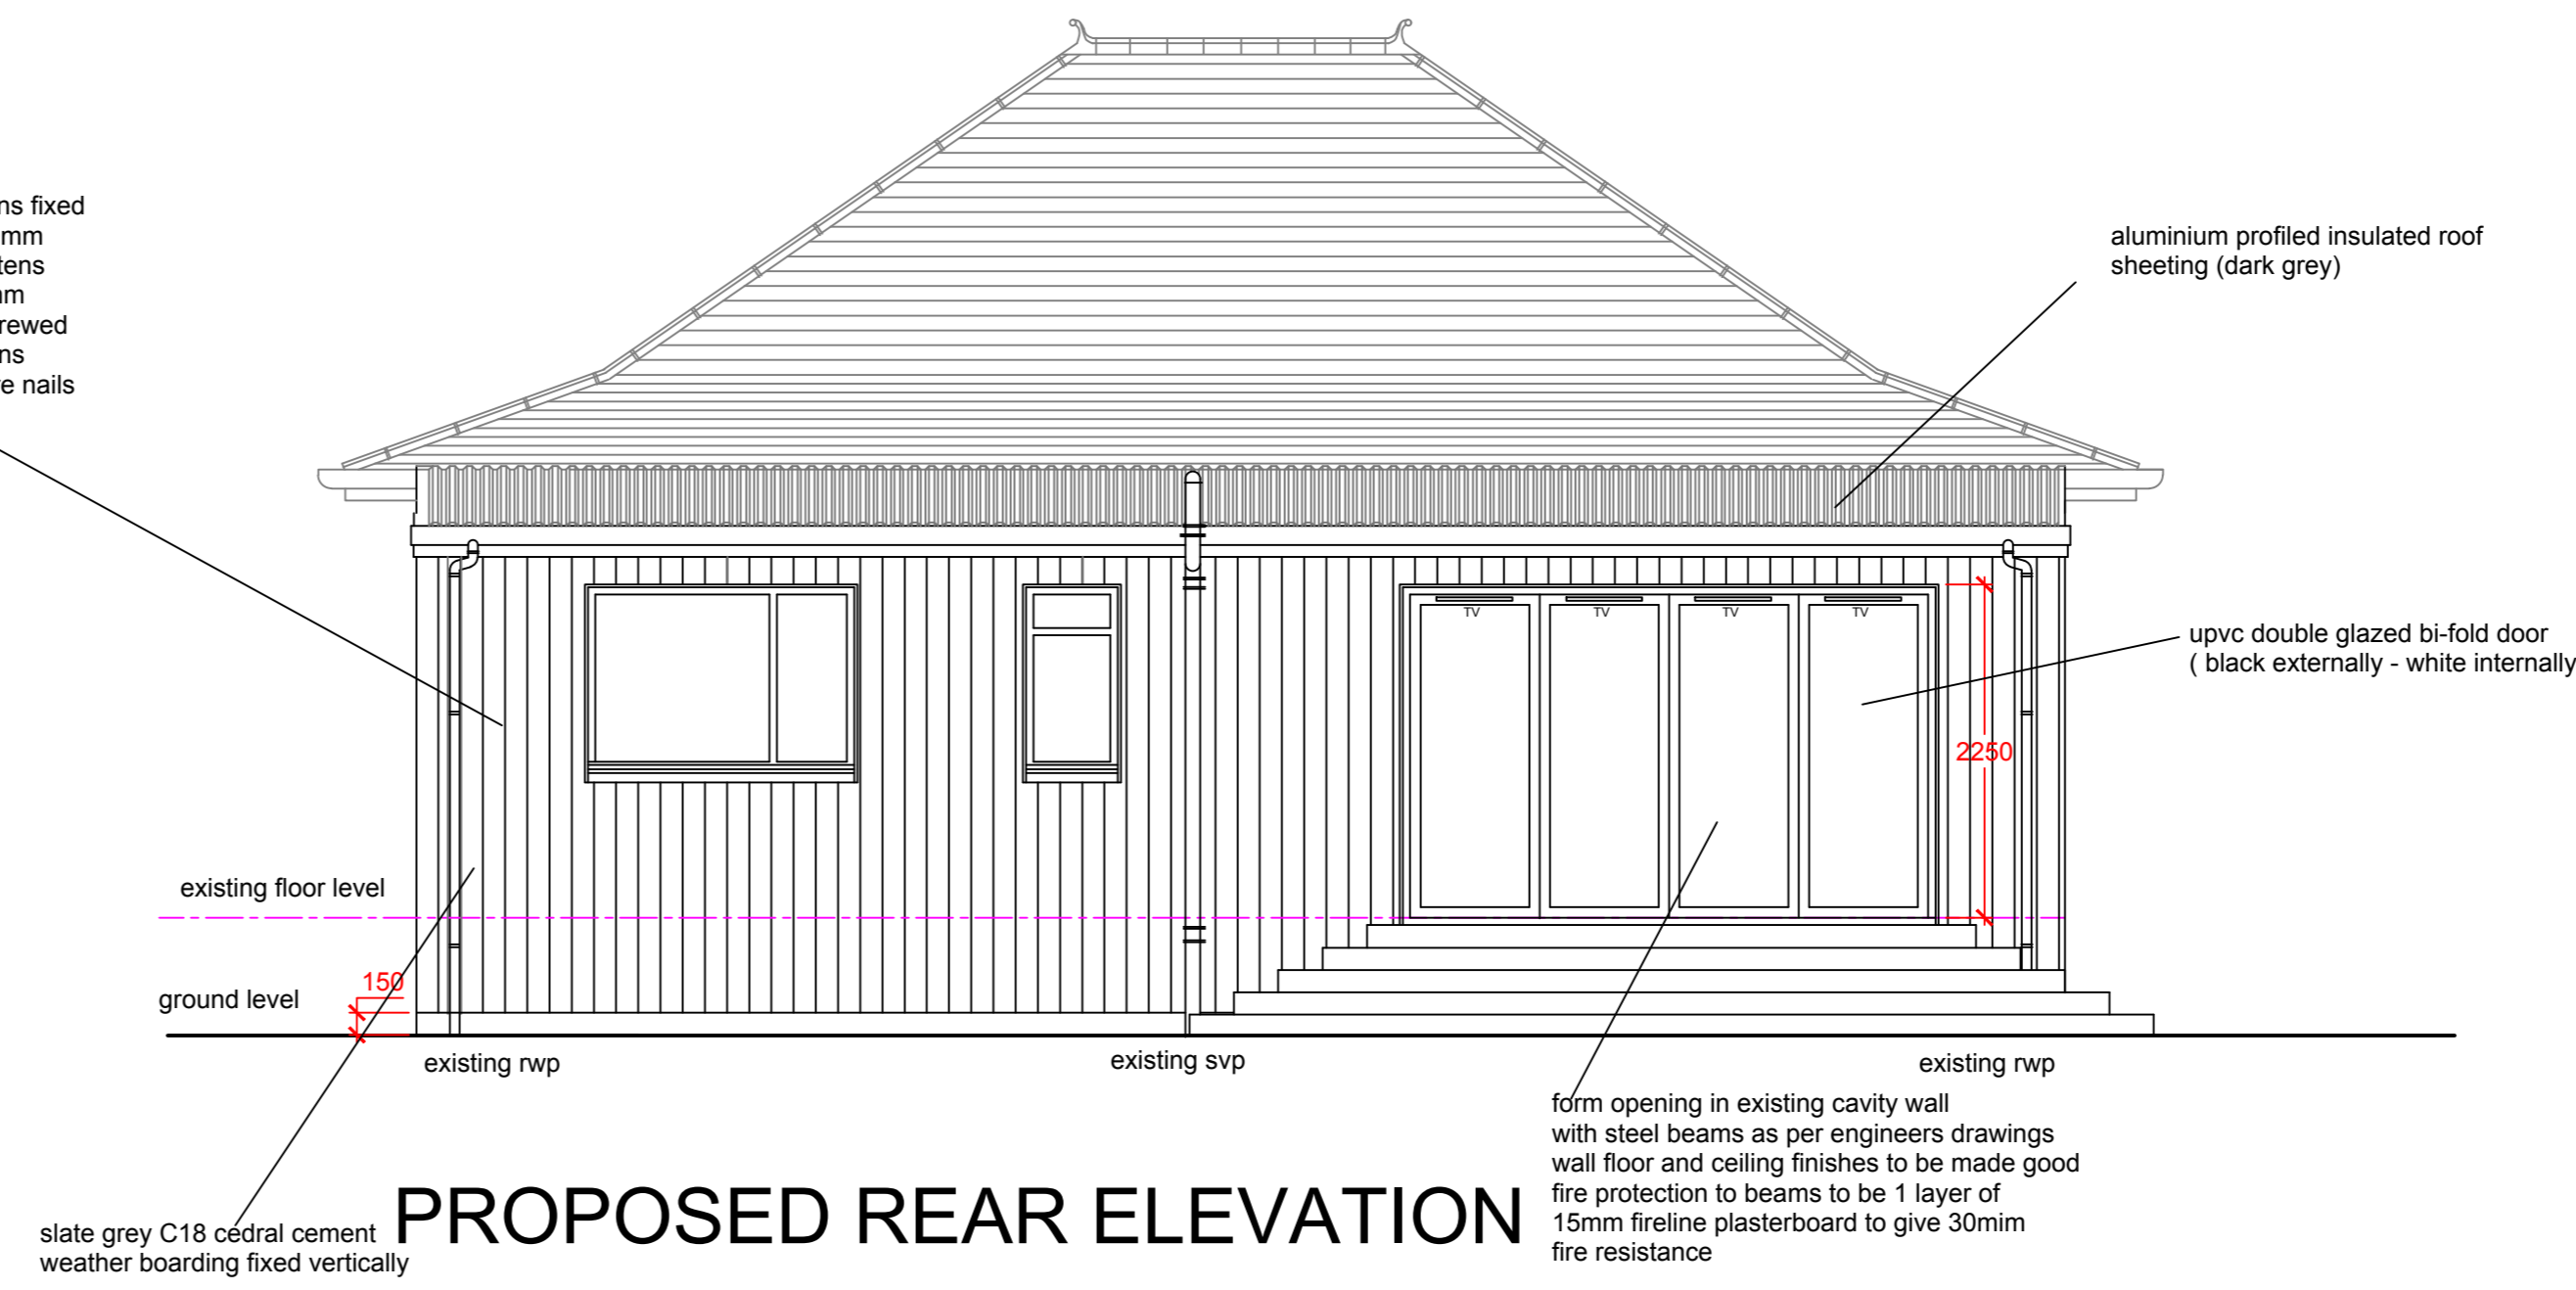 ns fixed
mm
tens
rewed
ns
e nails
aluminium profiled insulated roof
sheeting (dark grey)
TV TV TV TV
upvc double glazed bi-fold door
( black externally - white internally
2250
existing floor level
150
ground level
existing rwp
existing svp
existing rwp
form opening in existing cavity wall
with steel beams as per engineers drawings
wall floor and ceiling finishes to be made good
fire protection to beams to be 1 layer of
15mm fireline plasterboard to give 30mim
fire resistance
PROPOSED REAR ELEVATION
slate grey C18 cedral cement
weather boarding fixed vertically